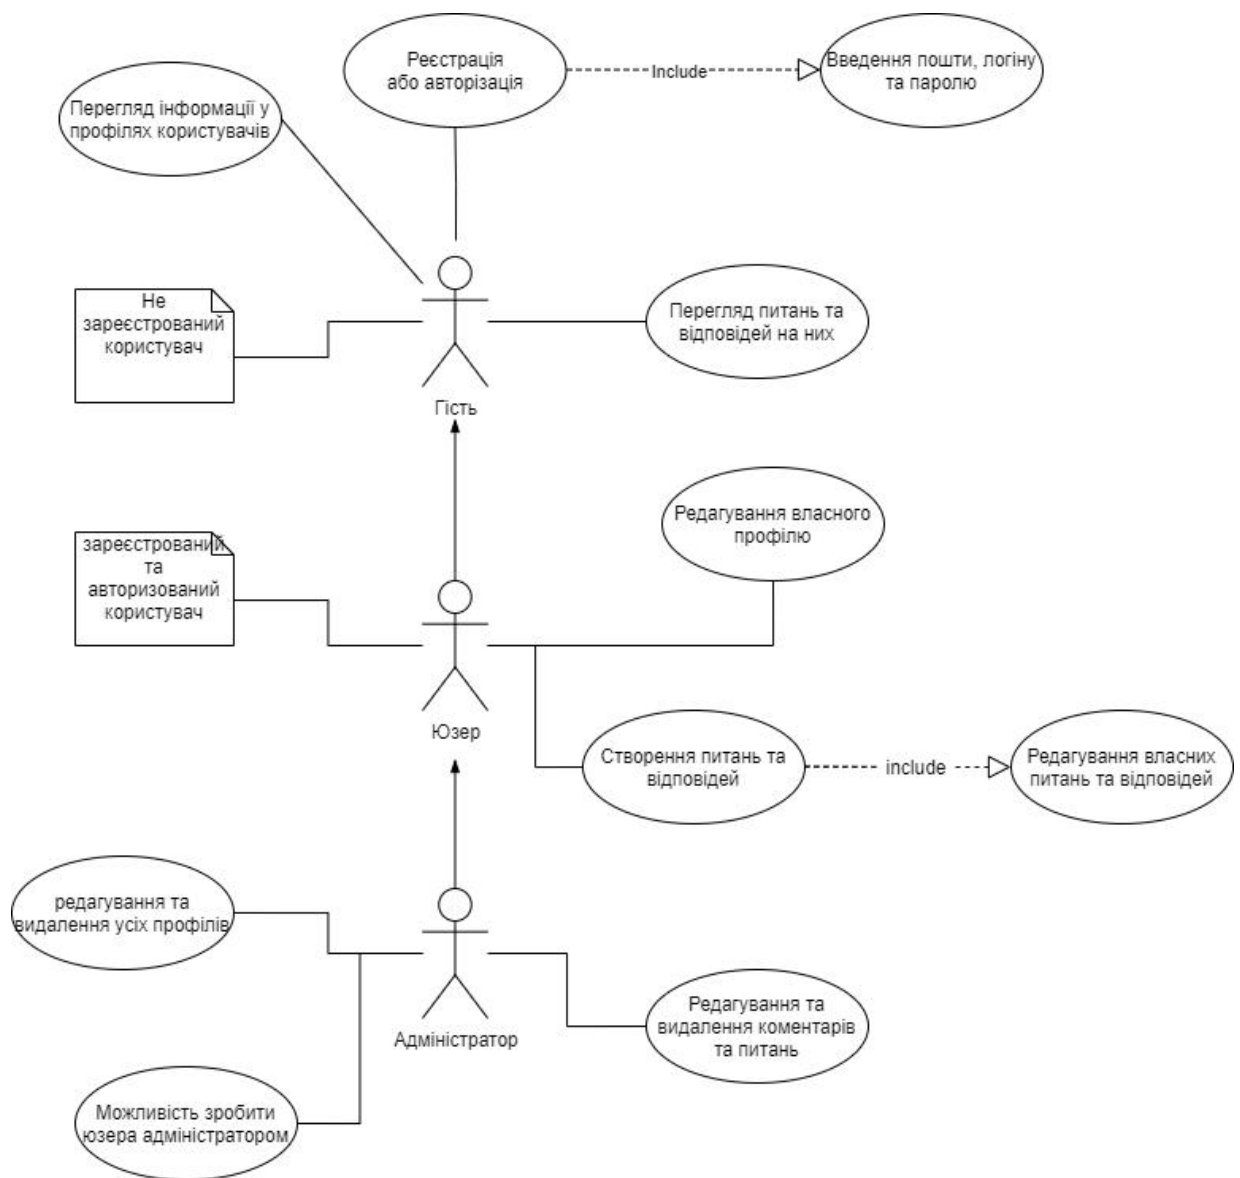 Реєстрація
або авторізація
Include
Введення пошти, логіну
та паролю
Перегляд інформації у
профілях користувачів
Не
зареєстрований
користувач
Перегляд питань та
відповідей на них
Гість
Редагування власного
профілю
зареєстрований
та
авторизований
користувач
Юзер
Створення питань та
відповідей
include
Редагування власних
питань та відповідей
редагування та
видалення усіх профілів
Адміністратор
Редагування та
видалення коментарів
та питань
Можливість зробити
юзера адміністратором